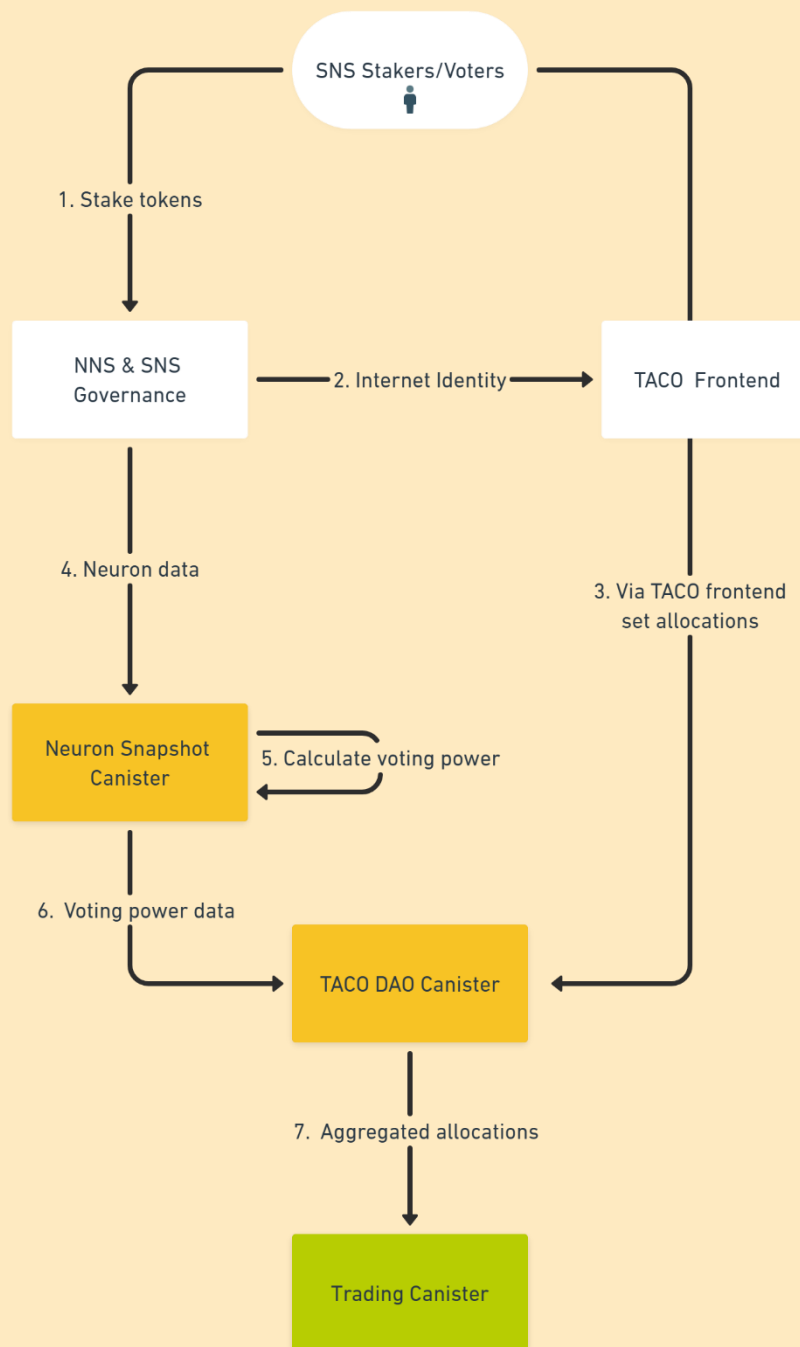 SNS Stakers/Voters
1. Stake tokens
NNS & SNS
Governance
2. Internet Identity
TACO Frontend
4. Neuron data
3. Via TACO frontend
set allocations
Neuron Snapshot
Canister
5. Calculate voting power
6. Voting power data
TACO DAO Canister
7. Aggregated allocations
Trading Canister